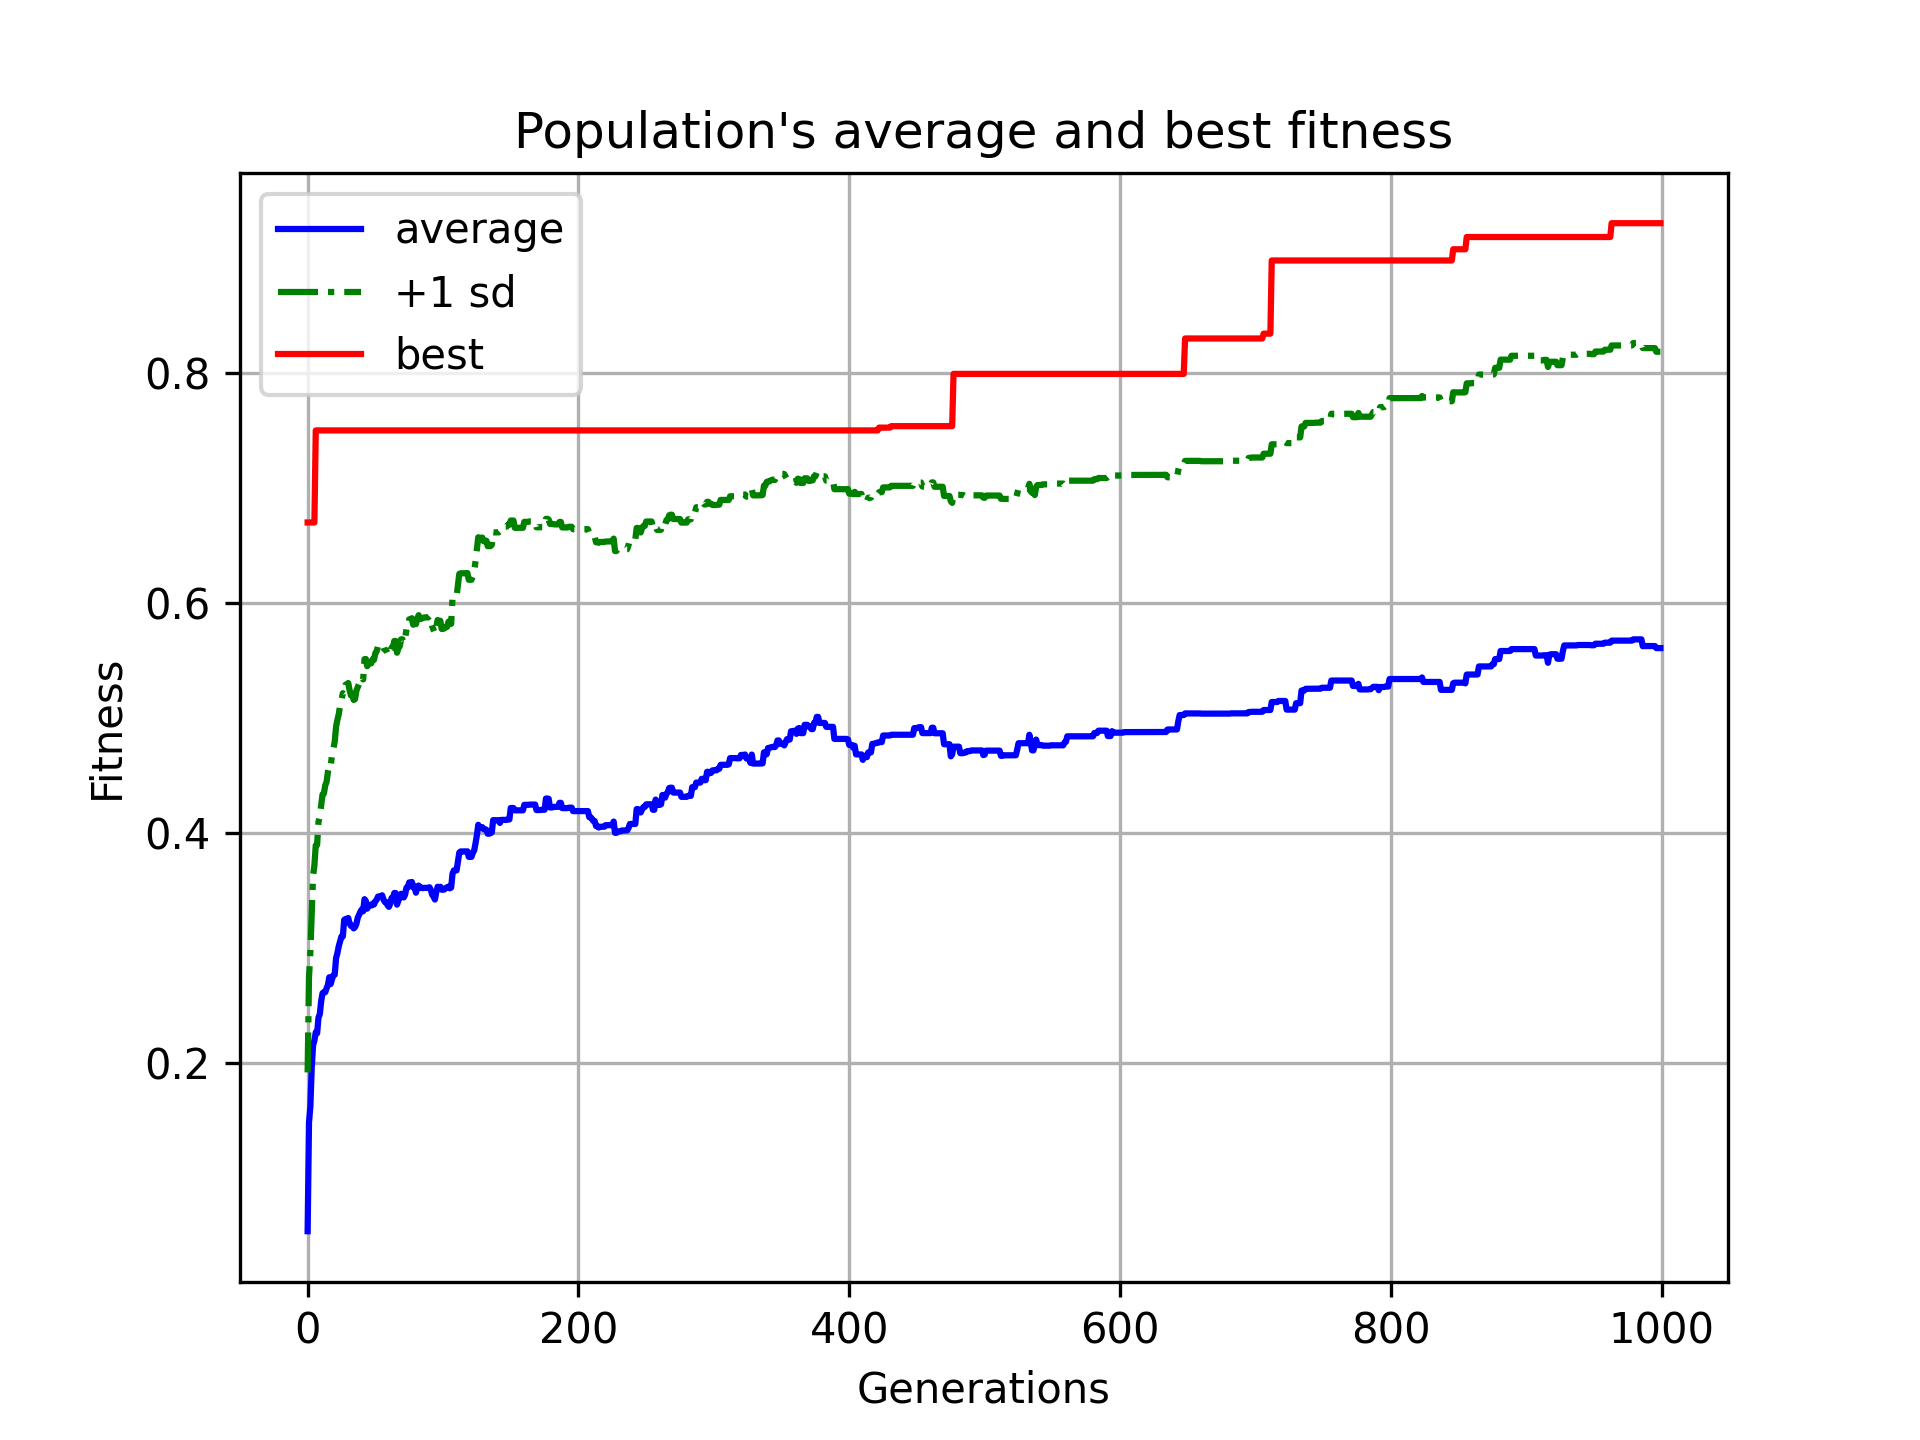 Population's average and best fitness
average
+1 sd
best
0.8
0.6
0.4
0.2
Fitness
0 200 400 600 800 1000
Generations